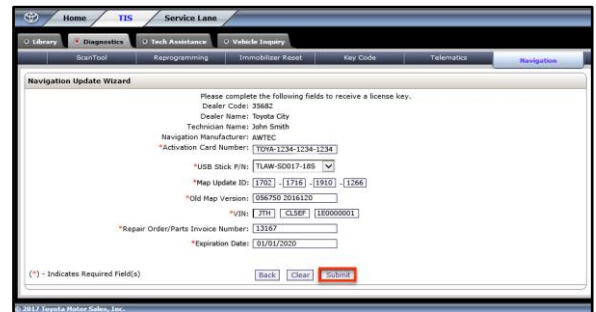 Home TIS Service Lane
Library Diagnostics Tech Assistance Vehicle Inquiry
ScanTool Reprogramming Immobilizer Reset Key Code Telematics Navigation
Navigation Update Wizard
Please complete the following fields to receive a license key.
Dealer Code: 35682
Dealer Name: Toyota City
Technician Name: John Smith
Navigation Manufacturer: AWTEC
*Activation Card Number: TOYA-1234-1234-1234
*USB Stick P/N: TLAW-SD017-18S
*Map Update ID: 1702 - 1716 - 1910 - 1266
*Old Map Version: 056750 2016120
*VIN: JTH CL5EF 1E0000001
*Repair Order/Parts Invoice Number: 13167
*Expiration Date: 01/01/2020
(*) - Indicates Required Field(s)
Back Clear Submit
© 2017 Toyota Motor Sales, Inc.